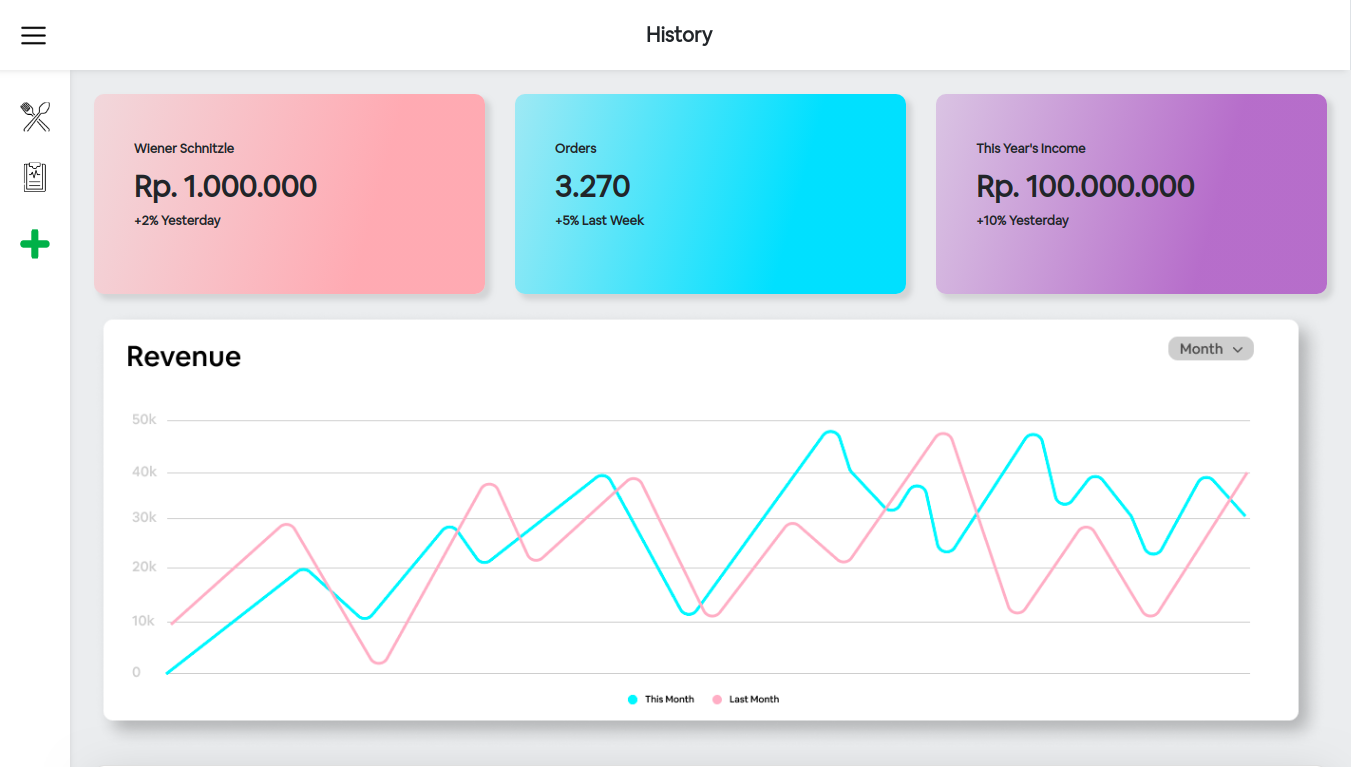 History
Wiener Schnitzle
Rp. 1.000.000
+2% Yesterday
Orders
3.270
+5% Last Week
This Year's Income
Rp. 100.000.000
+10% Yesterday
Revenue
Month
50k
40k
30k
20k
10k
0
This Month
Last Month